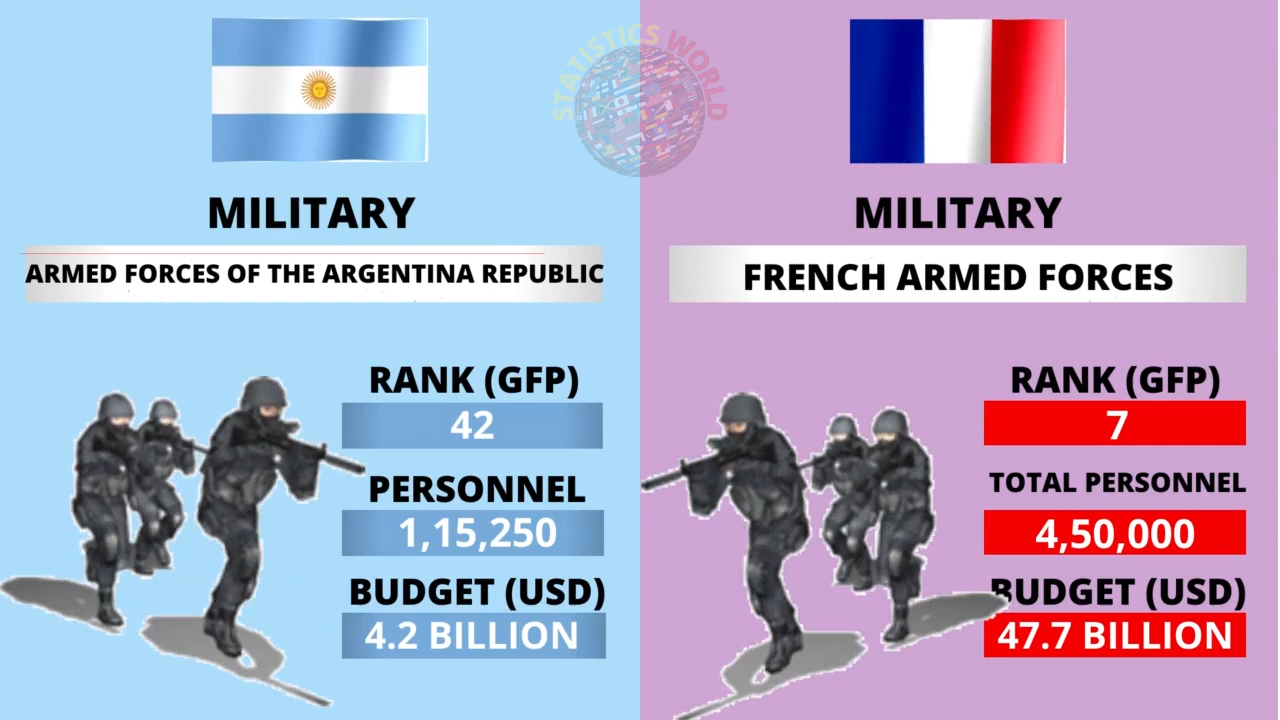 STATISTICS WORLD
MILITARY
ARMED FORCES OF THE ARGENTINA REPUBLIC
RANK (GFP)
42
PERSONNEL
1,15,250
BUDGET (USD)
4.2 BILLION
MILITARY
FRENCH ARMED FORCES
RANK (GFP)
7
TOTAL PERSONNEL
4,50,000
BUDGET (USD)
47.7 BILLION